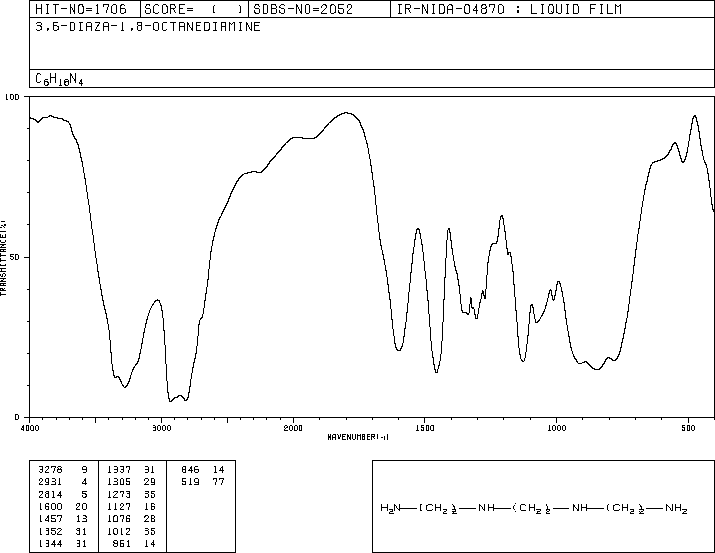 HIT-NO=1706 SCORE= ( ) SDBS-NO=2052 IR-NIDA-04870 : LIQUID FILM
3,6-DIAZA-1,8-OCTANEDIAMINE
C6H18N4
100
50
0
TRANSMITTANCE(%)
4000 3000 2000 1500 1000 500
WAVENUMBER(-1)
3278 9 1337 31 846 14
2931 4 1305 29 519 77
2814 5 1273 35
1600 20 1127 16
1457 13 1076 28
1352 31 1012 35
1344 31 861 14
H2N—(CH2)2—NH—(CH2)2—NH—(CH2)2—NH2